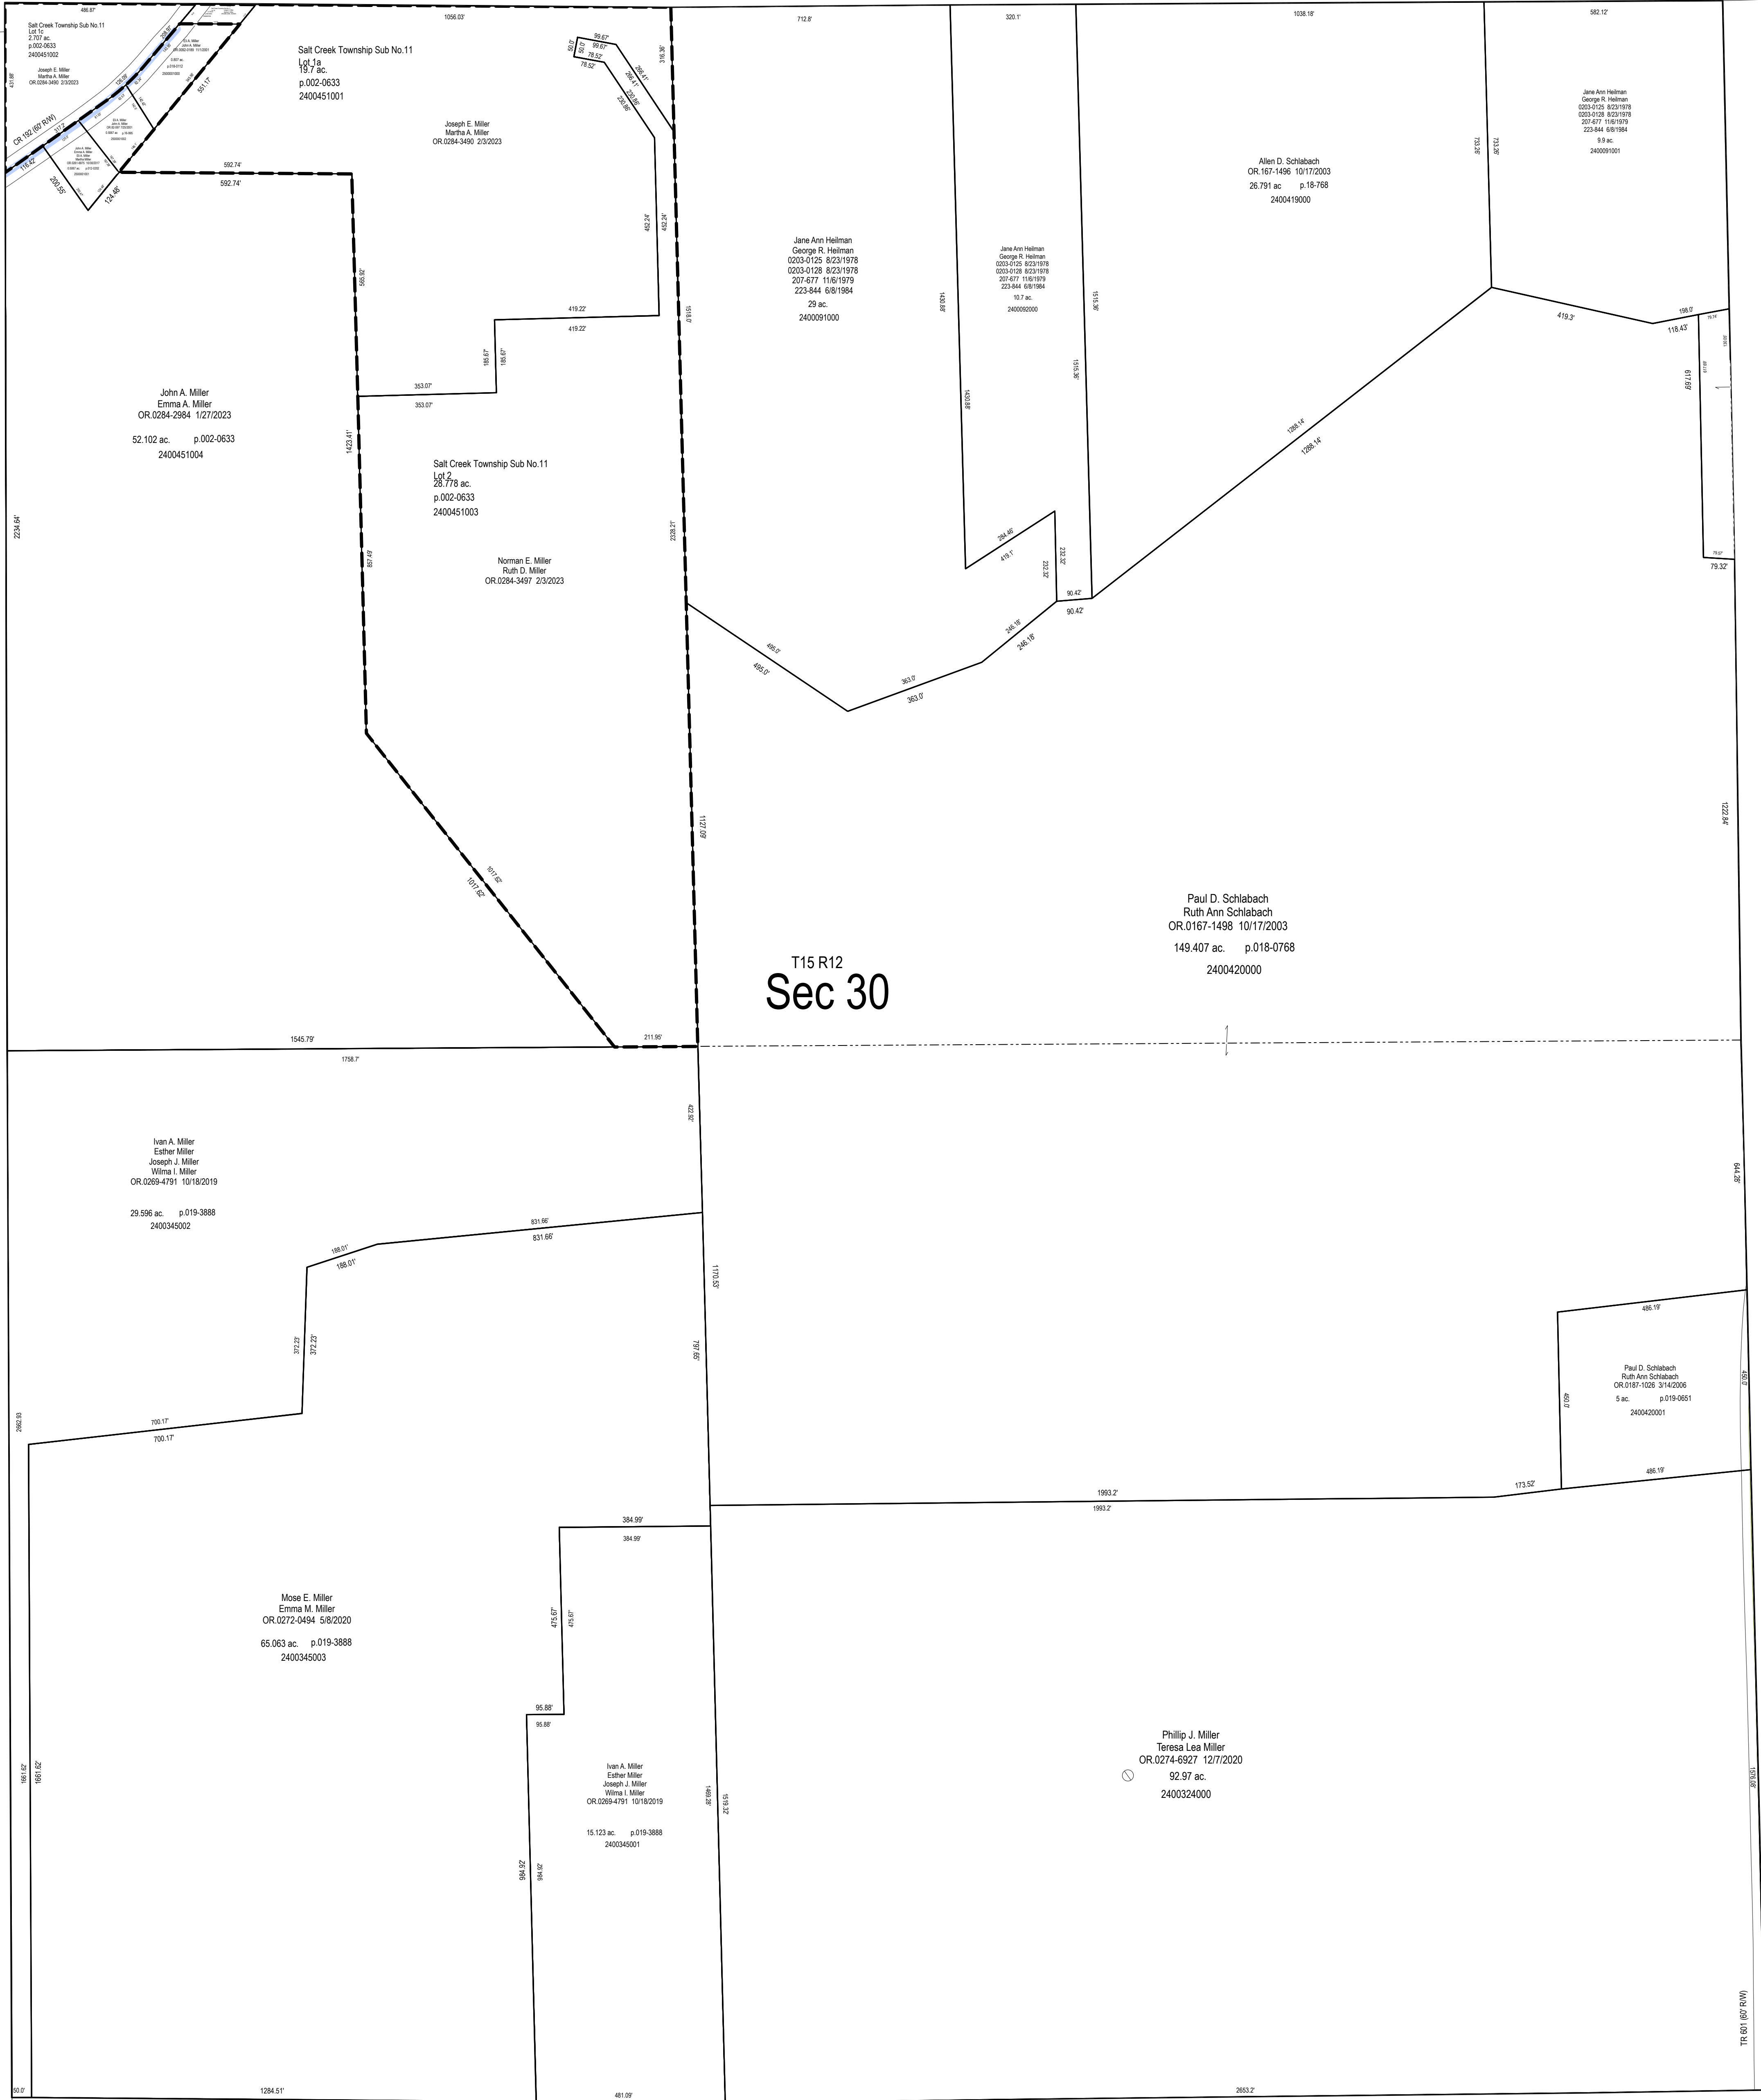 486.87'
1056.03'
712.8'
320.1'
1038.18'
582.12'
Salt Creek Township Sub No.11
Lot 1c
2.707 ac.
p.002-0633
2400451002
Joseph E. Miller
Martha A. Miller
OR.0284-3490 2/3/2023
431.88'
CR 192 (60' R/W)
116.42'
317.2'
126.09'
551.17'
200.55'
124.48'
Salt Creek Township Sub No.11
Lot 1a
19.7 ac.
p.002-0633
2400451001
Joseph E. Miller
Martha A. Miller
OR.0284-3490 2/3/2023
99.67'
99.67'
50.0'
50.0'
78.52'
78.52'
266.41'
266.41'
230.86'
230.86'
316.36'
592.74'
592.74'
452.24'
452.24'
565.92'
419.22'
419.22'
185.67'
185.67'
353.07'
353.07'
1518.0'
Jane Ann Heilman
George R. Heilman
0203-0125 8/23/1978
0203-0128 8/23/1978
207-677 11/6/1979
223-844 6/8/1984
29 ac.
2400091000
1430.88'
1430.88'
Jane Ann Heilman
George R. Heilman
0203-0125 8/23/1978
0203-0128 8/23/1978
207-677 11/6/1979
223-844 6/8/1984
10.7 ac.
2400092000
1515.36'
1515.36'
Allen D. Schlabach
OR.167-1496 10/17/2003
26.791 ac p.18-768
2400419000
733.26'
733.26'
Jane Ann Heilman
George R. Heilman
0203-0125 8/23/1978
0203-0128 8/23/1978
207-677 11/6/1979
223-844 6/8/1984
9.9 ac.
2400091001
419.3'
198.0'
118.43'
617.69'
79.32'
John A. Miller
Emma A. Miller
OR.0284-2984 1/27/2023
52.102 ac. p.002-0633
2400451004
1423.41'
2234.64'
857.49'
Salt Creek Township Sub No.11
Lot 2
28.778 ac.
p.002-0633
2400451003
Norman E. Miller
Ruth D. Miller
OR.0284-3497 2/3/2023
2328.21'
284.46'
419.1'
232.32'
232.32'
90.42'
90.42'
246.18'
246.18'
363.0'
363.0'
495.0'
495.0'
1288.14'
1288.14'
1127.09'
1222.84'
1017.62'
1017.62'
Paul D. Schlabach
Ruth Ann Schlabach
OR.0167-1498 10/17/2003
149.407 ac. p.018-0768
2400420000
T15 R12
Sec 30
1545.79'
211.95'
1758.7'
422.92'
Ivan A. Miller
Esther Miller
Joseph J. Miller
Wilma I. Miller
OR.0269-4791 10/18/2019
29.596 ac. p.019-3888
2400345002
644.28'
831.66'
831.66'
188.01'
188.01'
1170.53'
372.23'
372.23'
797.65'
486.19'
Paul D. Schlabach
Ruth Ann Schlabach
OR.0187-1026 3/14/2006
5 ac. p.019-0651
2400420001
450.0'
450.0'
2662.93
700.17'
700.17'
486.19'
173.52'
1993.2'
1993.2'
384.99'
384.99'
475.67'
475.67'
Mose E. Miller
Emma M. Miller
OR.0272-0494 5/8/2020
65.063 ac. p.019-3888
2400345003
95.88'
95.88'
Ivan A. Miller
Esther Miller
Joseph J. Miller
Wilma I. Miller
OR.0269-4791 10/18/2019
15.123 ac. p.019-3888
2400345001
1661.62'
1661.62'
984.92'
984.92'
1469.28'
1519.32'
Phillip J. Miller
Teresa Lea Miller
OR.0274-6927 12/7/2020
92.97 ac.
2400324000
1576.08'
TR 601 (60' R/W)
50.0'
1284.51'
481.09'
2653.2'